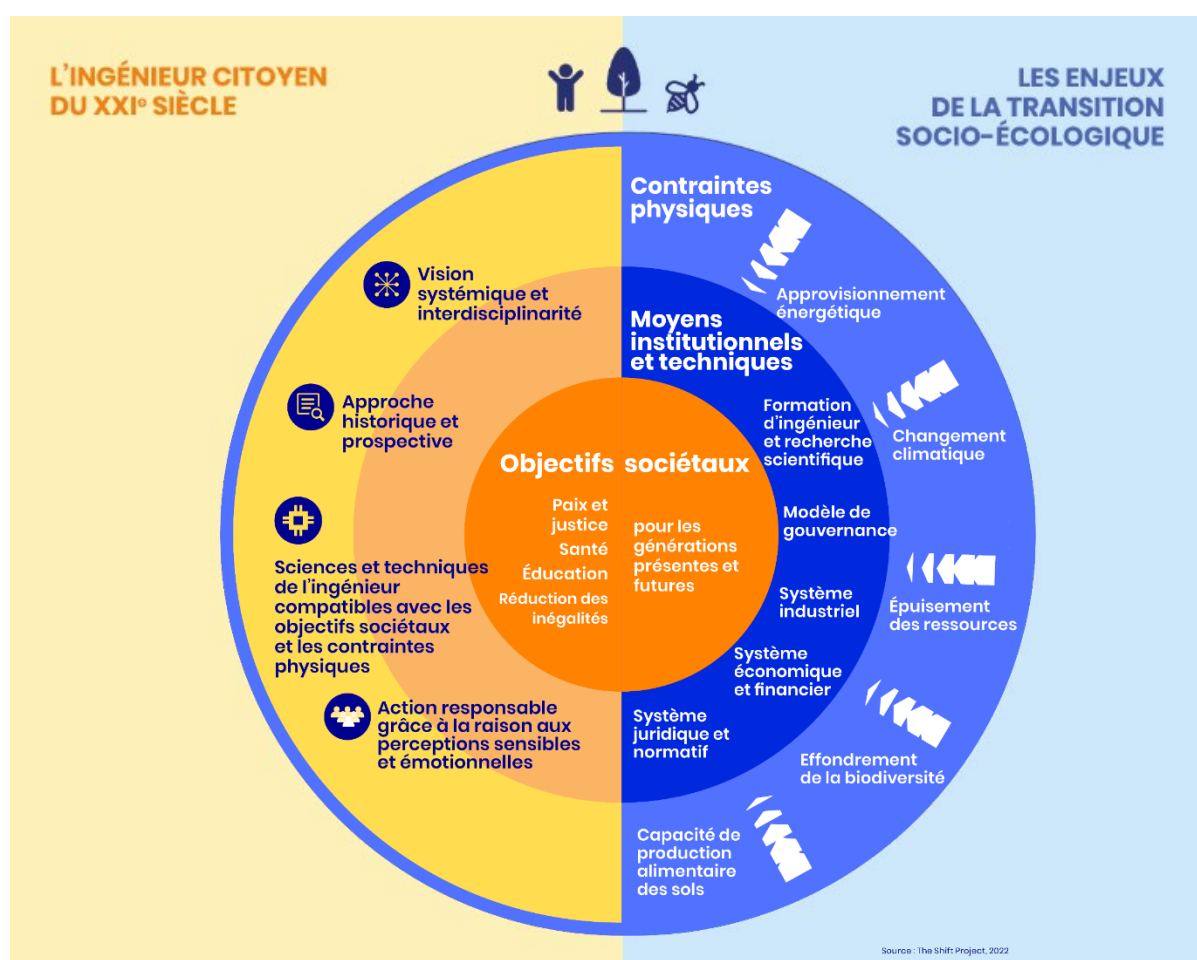 L'INGÉNIEUR CITOYEN
DU XXIᵉ SIÈCLE
LES ENJEUX
DE LA TRANSITION
SOCIO-ÉCOLOGIQUE
Vision
systémique et
interdisciplinarité
Approche
historique et
prospective
Sciences et techniques
de l'ingénieur
compatibles avec les
objectifs sociétaux
et les contraintes
physiques
Action responsable
grâce à la raison aux
perceptions sensibles
et émotionnelles
Objectifs sociétaux
Paix et
justice
Santé
Éducation
Réduction des
inégalités
pour les
générations
présentes et
futures
Moyens
institutionnels
et techniques
Formation
d'ingénieur
et recherche
scientifique
Modèle de
gouvernance
Système
industriel
Système
économique
et financier
Système
juridique et
normatif
Contraintes
physiques
Approvisionnement
énergétique
Changement
climatique
Épuisement
des ressources
Effondrement
de la biodiversité
Capacité de
production
alimentaire
des sols
Source : The Shift Project, 2022